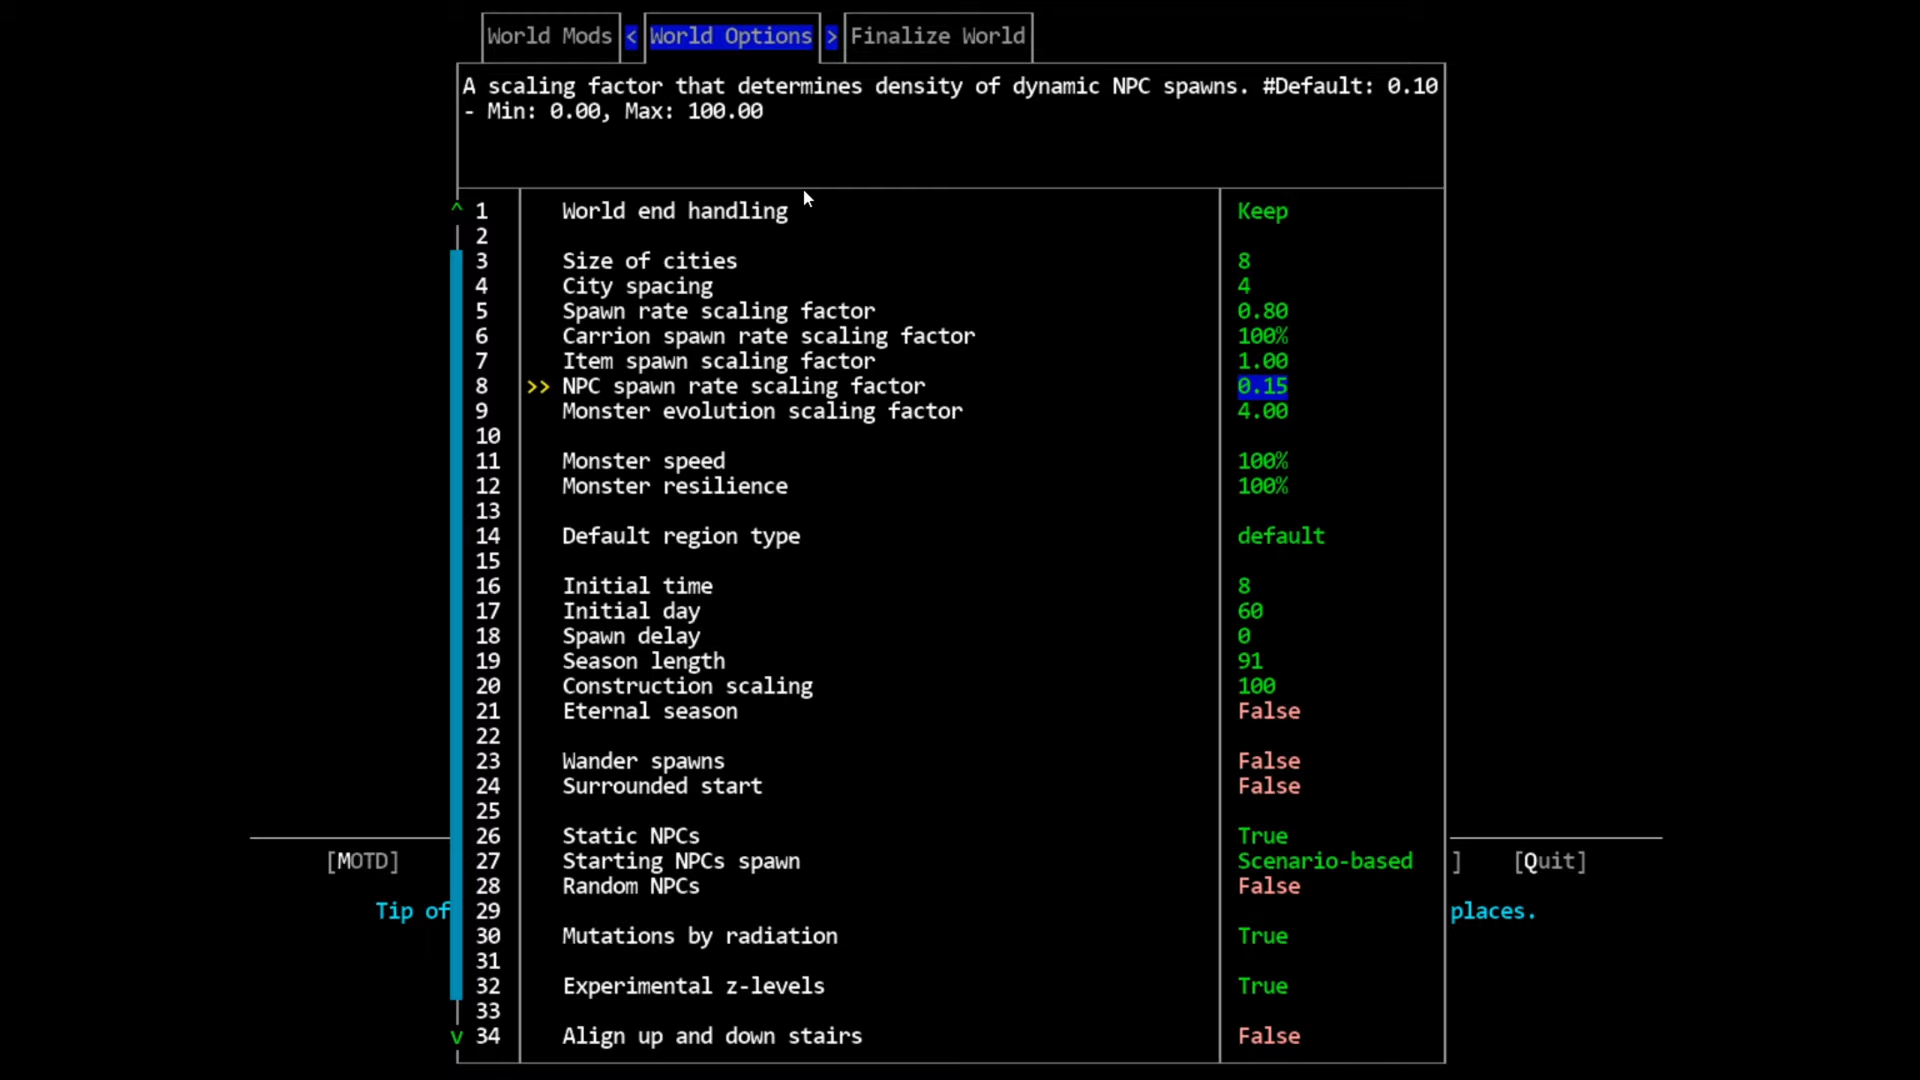 World Mods < World Options > Finalize World
A scaling factor that determines density of dynamic NPC spawns. #Default: 0.10
- Min: 0.00, Max: 100.00
^ 1 World end handling Keep
2
3 Size of cities 8
4 City spacing 4
5 Spawn rate scaling factor 0.80
6 Carrion spawn rate scaling factor 100%
7 Item spawn scaling factor 1.00
8 >> NPC spawn rate scaling factor 0.15
9 Monster evolution scaling factor 4.00
10
11 Monster speed 100%
12 Monster resilience 100%
13
14 Default region type default
15
16 Initial time 8
17 Initial day 60
18 Spawn delay 0
19 Season length 91
20 Construction scaling 100
21 Eternal season False
22
23 Wander spawns False
24 Surrounded start False
25
26 Static NPCs True
[MOTD] 27 Starting NPCs spawn Scenario-based ] [Quit]
28 Random NPCs False
Tip of 29 places.
30 Mutations by radiation True
31
32 Experimental z-levels True
33
v 34 Align up and down stairs False